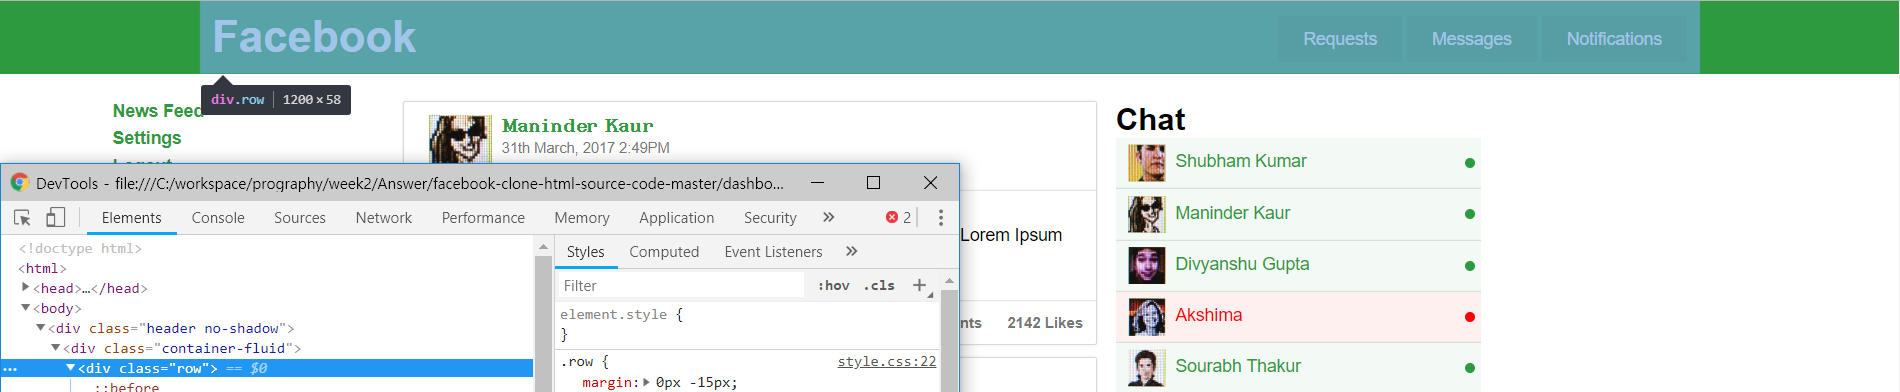 Facebook
Requests Messages Notifications
div.row 1200 × 58
News Feed
Settings
Maninder Kaur
31th March, 2017 2:49PM
Lorem Ipsum
nts 2142 Likes
Chat
Shubham Kumar
Maninder Kaur
Divyanshu Gupta
Akshima
Sourabh Thakur
DevTools - file:///C:/workspace/prography/week2/Answer/facebook-clone-html-source-code-master/dashbo...
Elements Console Sources Network Performance Memory Application Security » 2
<!doctype html>
<html>
<head>…</head>
<body>
<div class="header no-shadow">
<div class="container-fluid">
<div class="row"> == $0
::before
Styles Computed Event Listeners »
Filter :hov .cls +
element.style {
}
.row { style.css:22
margin: 0px -15px;